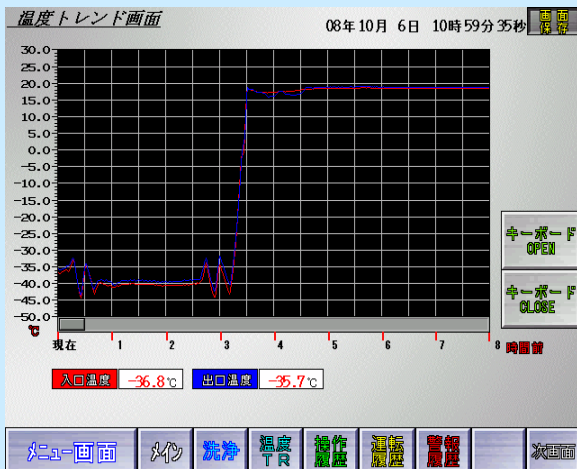 温度トレンド画面
08年10月 6日 10時59分35秒
画面
保存
30.0
25.0
20.0
15.0
10.0
5.0
0.0
-5.0
-10.0
-15.0
-20.0
-25.0
-30.0
-35.0
-40.0
-45.0
-50.0
℃
キーボード
OPEN
キーボード
CLOSE
現在 1 2 3 4 5 6 7 8 時間前
入口温度 -36.8℃ 出口温度 -35.7℃
メニュー画面 メイン 洗浄 温度TR 操作履歴 運転履歴 警報履歴 次画面